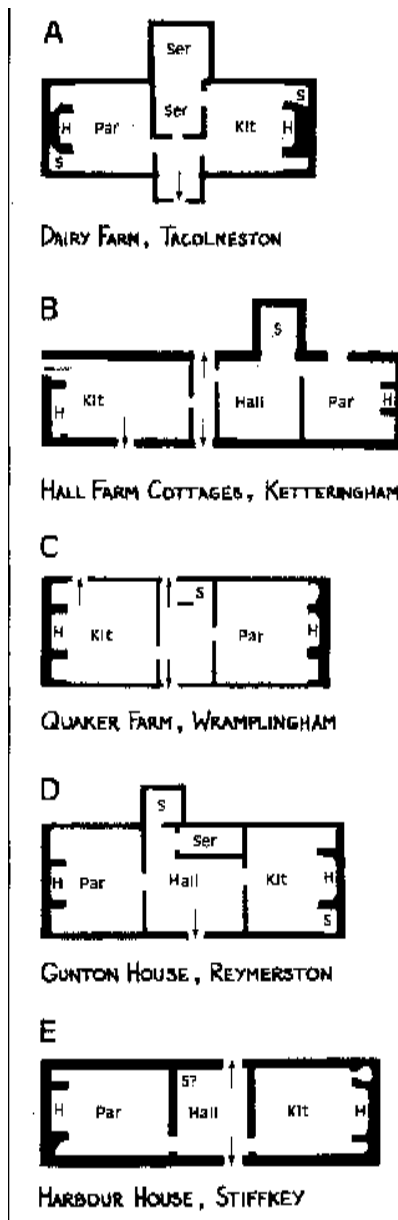 A
Ser
S
H Par Ser Kit H
S
DAIRY FARM, TACOLNESTON
B
S
Kit Hall Par H
H
HALL FARM COTTAGES, KETTERINGHAM
C
S
H Kit Par H
QUAKER FARM, WRAMPLINGHAM
D
S
Ser
H Par Hall Kit H
S
GUNTON HOUSE, REYMERSTON
E
S?
H Par Hall Kit H
HARBOUR HOUSE, STIFFKEY